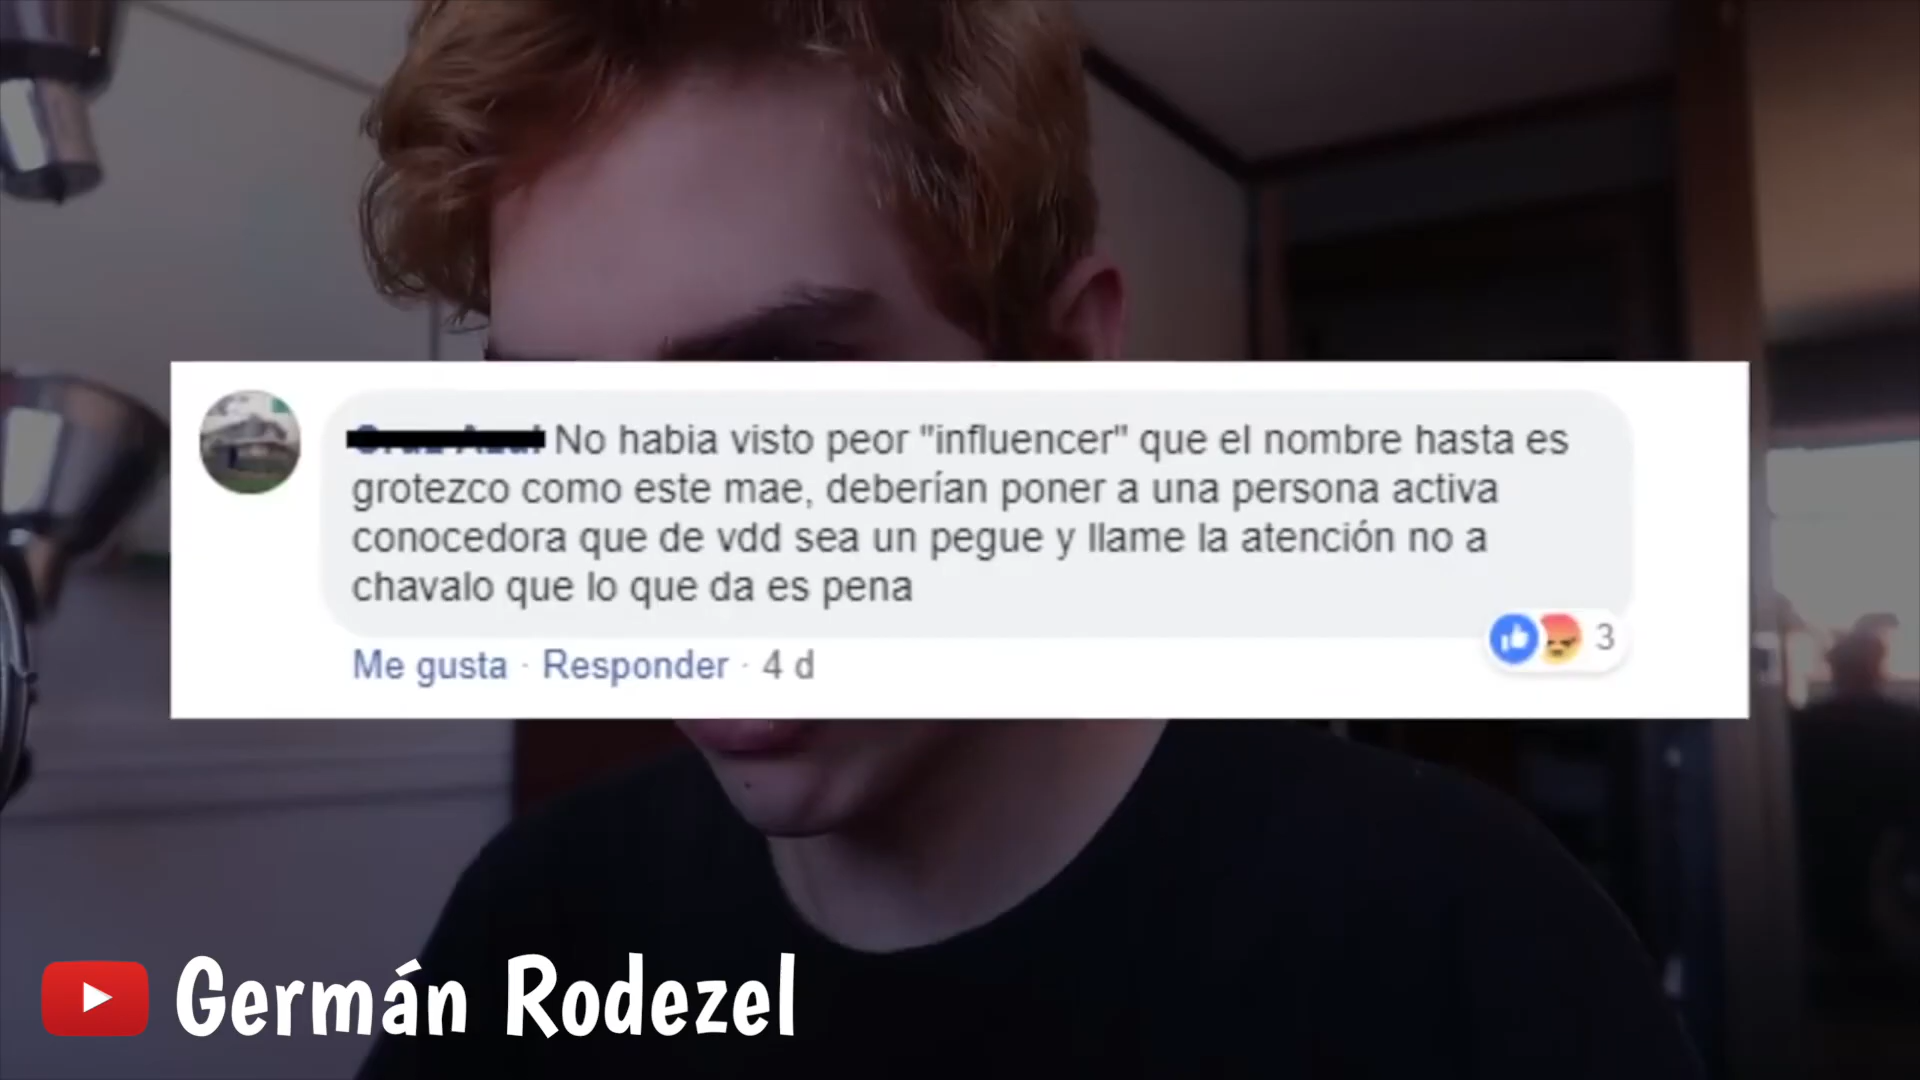 No habia visto peor "influencer" que el nombre hasta es
grotezco como este mae, deberían poner a una persona activa
conocedora que de vdd sea un pegue y llame la atención no a
chavalo que lo que da es pena
3
Me gusta · Responder · 4 d
Germán Rodezel